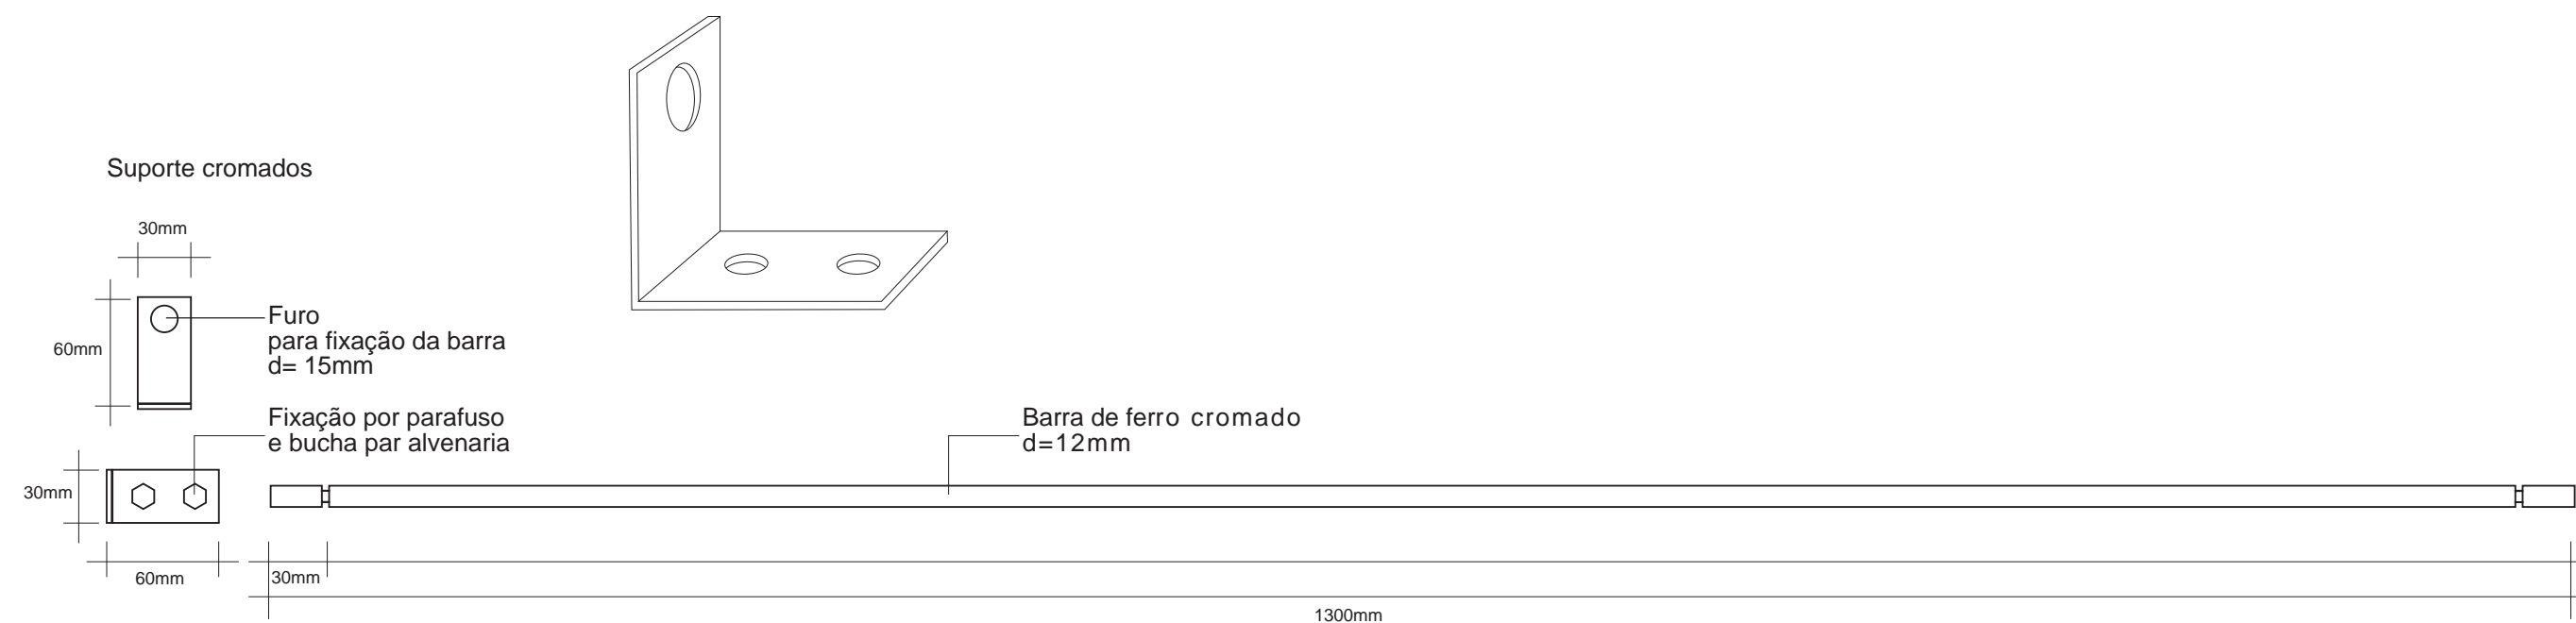 Suporte cromados
30mm
60mm
Furo
para fixação da barra
d= 15mm
Fixação por parafuso
e bucha par alvenaria
Barra de ferro cromado
d=12mm
30mm
60mm
30mm
1300mm